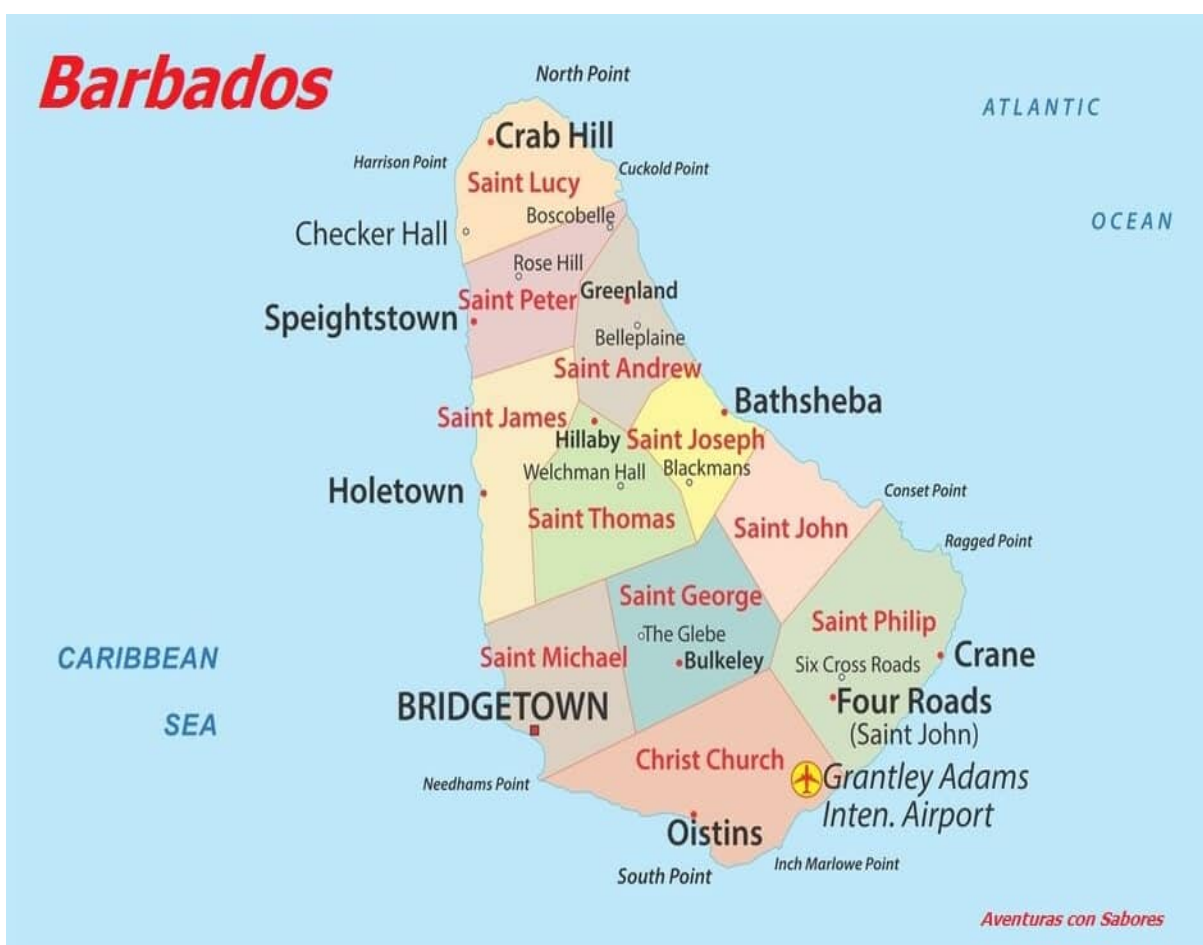 Barbados
North Point
ATLANTIC
Crab Hill
Harrison Point
Cuckold Point
Saint Lucy
Boscobelle
OCEAN
Checker Hall
Rose Hill
Saint Peter
Greenland
Speightstown
Belleplaine
Saint Andrew
Bathsheba
Saint James
Hillaby
Saint Joseph
Welchman Hall
Blackmans
Holetown
Conset Point
Saint Thomas
Saint John
Ragged Point
Saint George
Saint Philip
The Glebe
CARIBBEAN
Saint Michael
Bulkeley
Six Cross Roads
Crane
BRIDGETOWN
Four Roads
(Saint John)
SEA
Christ Church
Needhams Point
Grantley Adams
Inten. Airport
Oistins
Inch Marlowe Point
South Point
Aventuras con Sabores